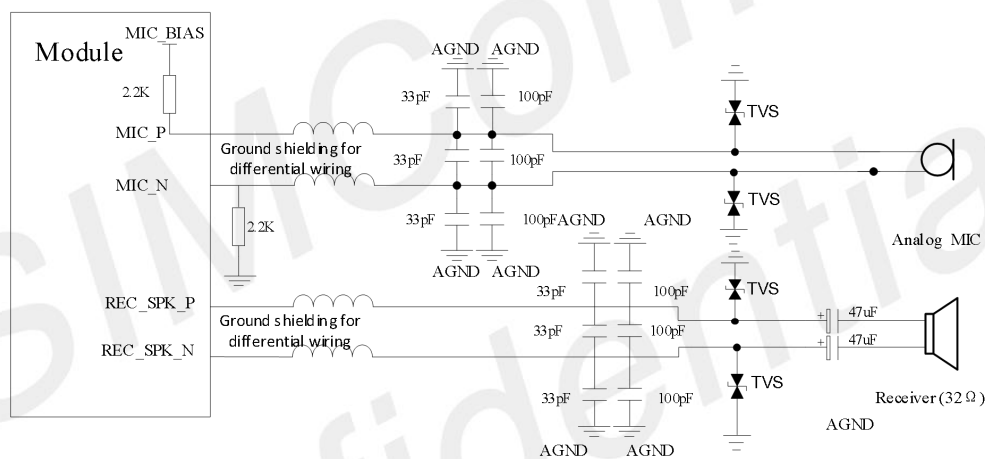 Module
MIC_BIAS
2.2K
MIC_P
MIC_N
2.2K
Ground shielding for
differential wiring
AGND AGND
33pF 100pF
33pF 100pF
33pF 100pF
AGND AGND
TVS
TVS
Analog MIC
REC_SPK_P
REC_SPK_N
Ground shielding for
differential wiring
AGND AGND
33pF 100pF
33pF 100pF
33pF 100pF
AGND AGND
TVS
TVS
+ 47uF
+ 47uF
Receiver(32Ω)
AGND
SIMCom
Confidential